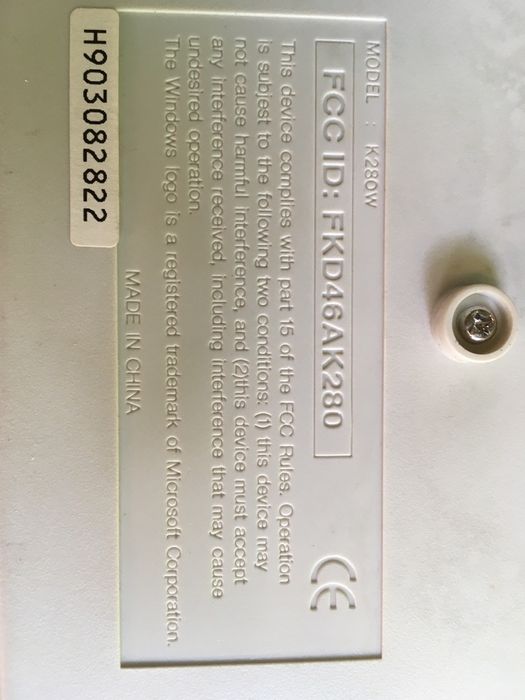 MODEL : K280W
FCC ID: FKD46AK280
CE
This device complies with part 15 of the FCC Rules. Operation
is subject to the following two conditions: (1) this device may
not cause harmful interference, and (2)this device must accept
any interference received, including interference that may cause
undesired operation.
The Windows logo is a registered trademark of Microsoft Corporation.
MADE IN CHINA
H903082822